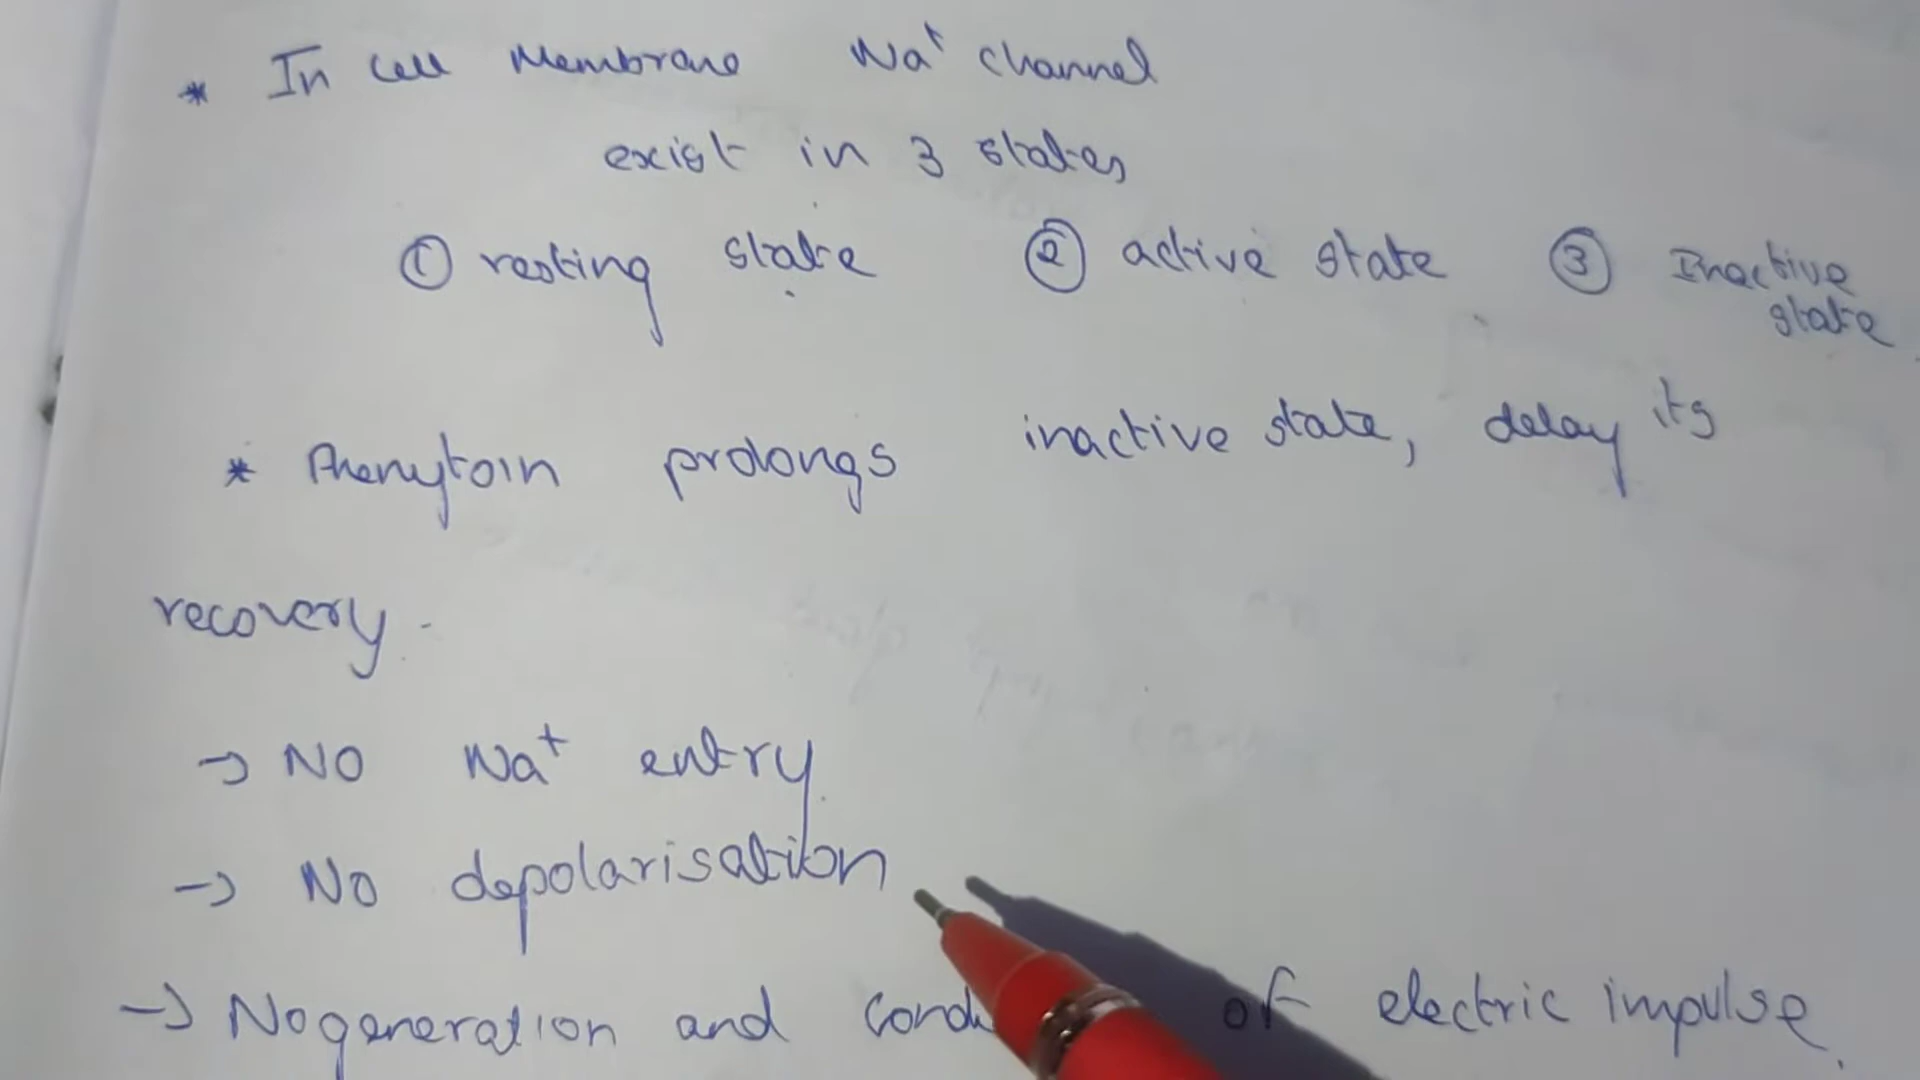 * In cell Membrane Na+ channel
exist in 3 states
① resting state ② active state ③ Inactive
state
* Phenytoin prolongs inactive state, delay its
recovery.
→ NO Na+ entry
→ No depolarisation
→ No generation and of electric impulse.